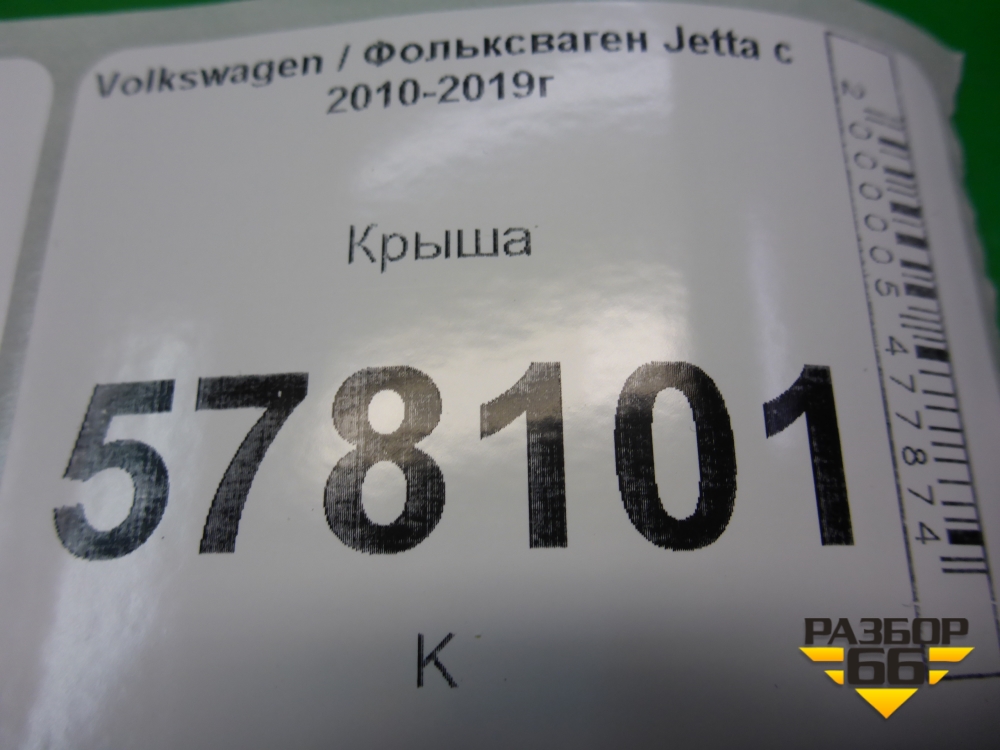 Volkswagen / Фольксваген Jetta с
2010-2019г
Крыша
578101
К
2000005477874
РАЗБОР
66